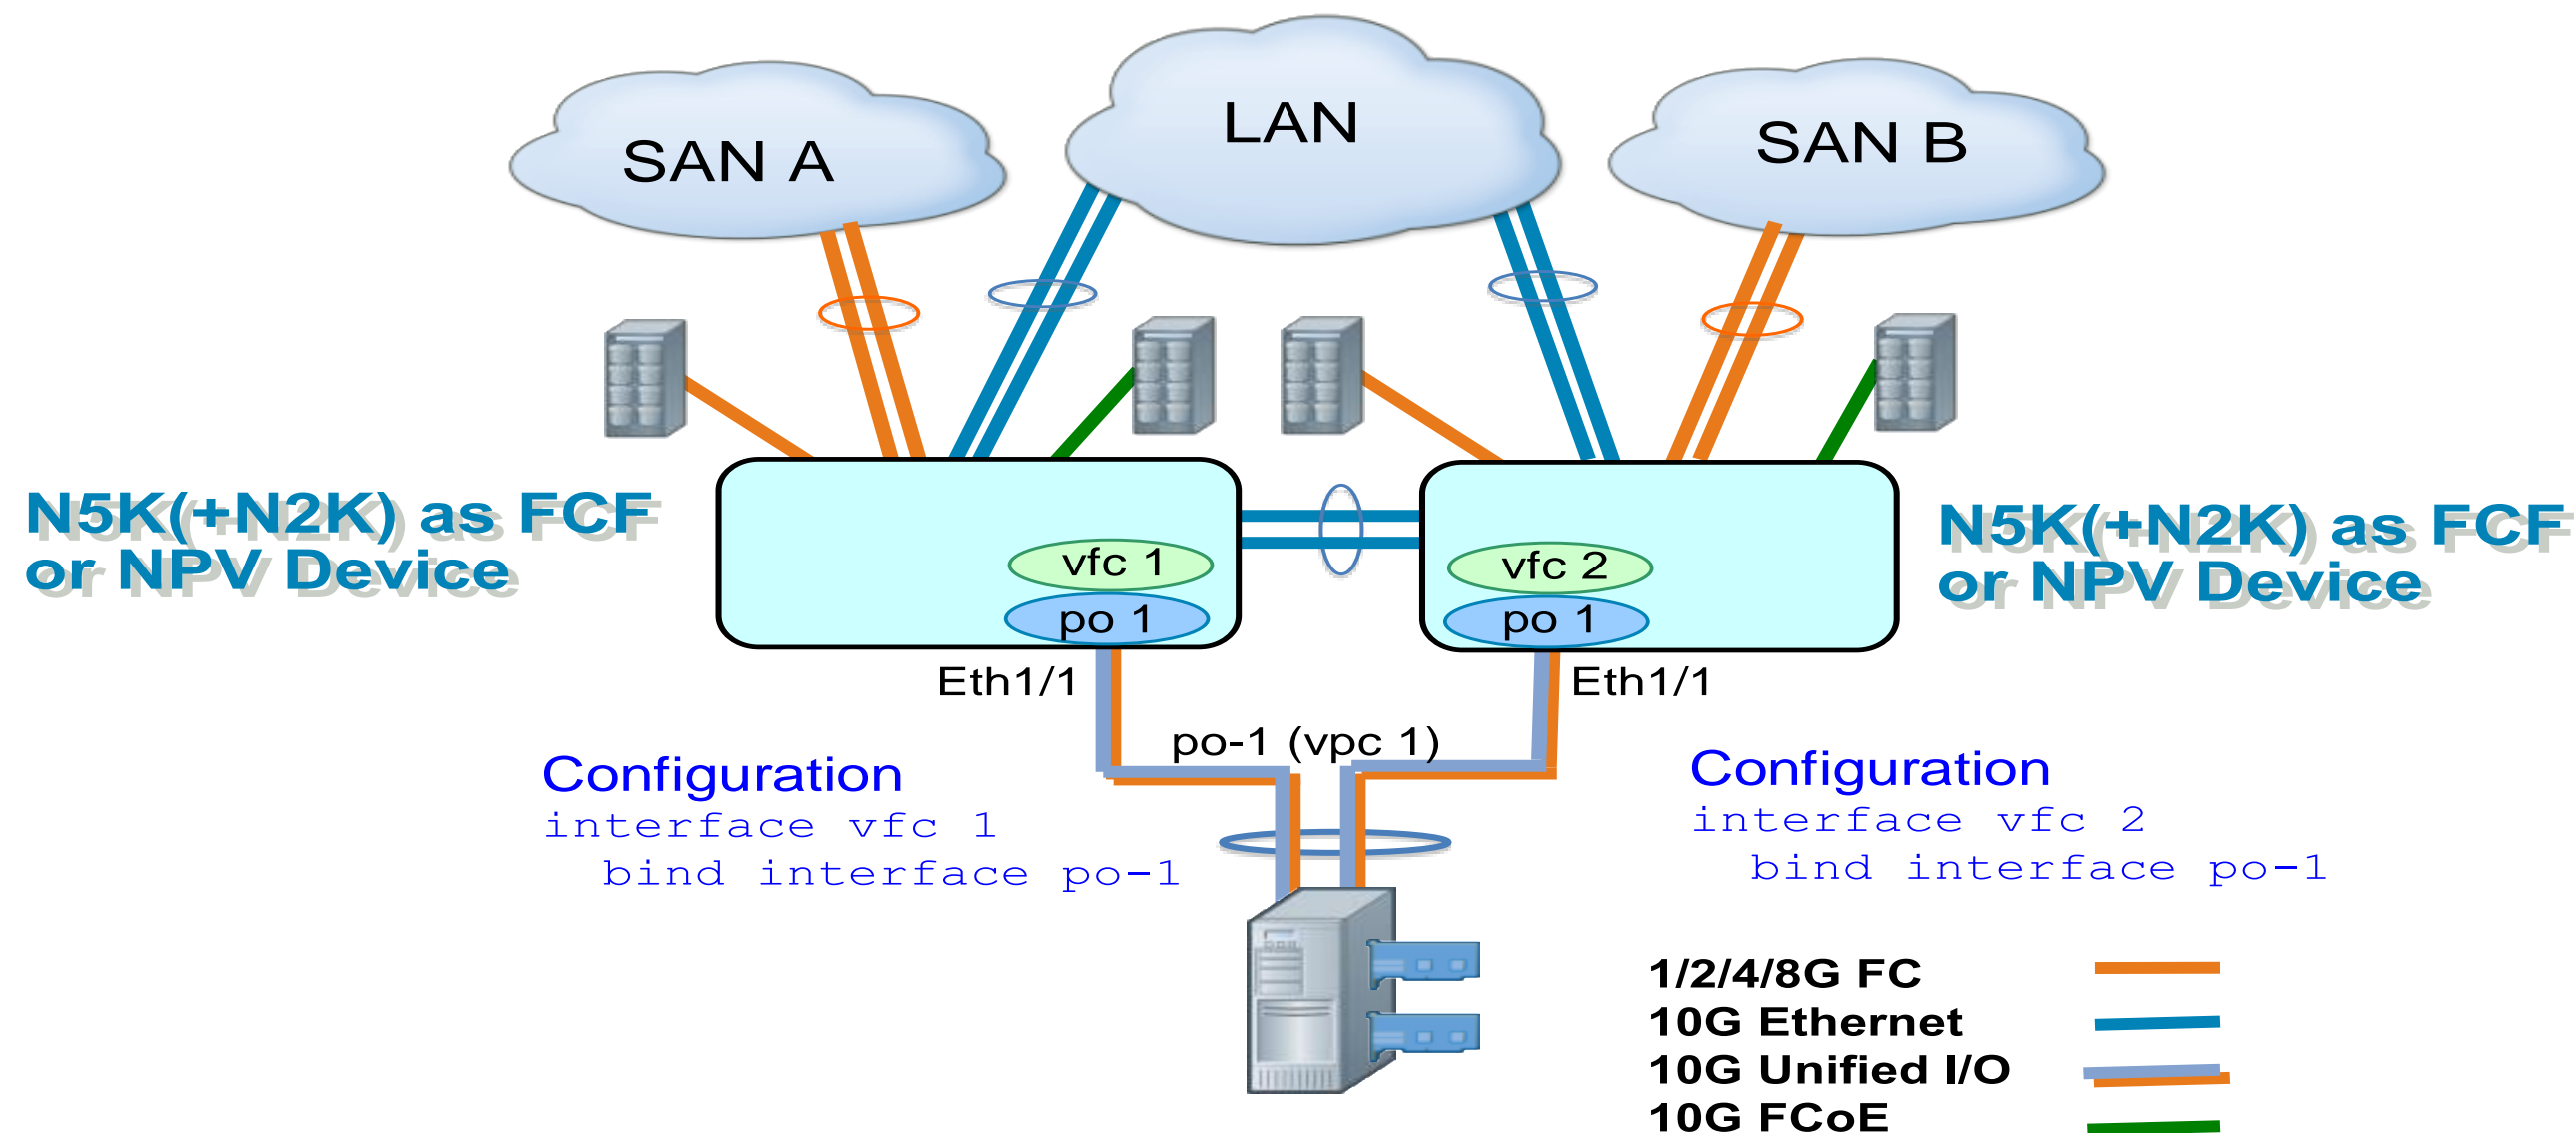 SAN A
LAN
SAN B
N5K(+N2K) as FCF
or NPV Device
vfc 1
po 1
vfc 2
po 1
N5K(+N2K) as FCF
or NPV Device
Eth1/1
Eth1/1
po-1 (vpc 1)
Configuration
interface vfc 1
bind interface po-1
Configuration
interface vfc 2
bind interface po-1
1/2/4/8G FC
10G Ethernet
10G Unified I/O
10G FCoE